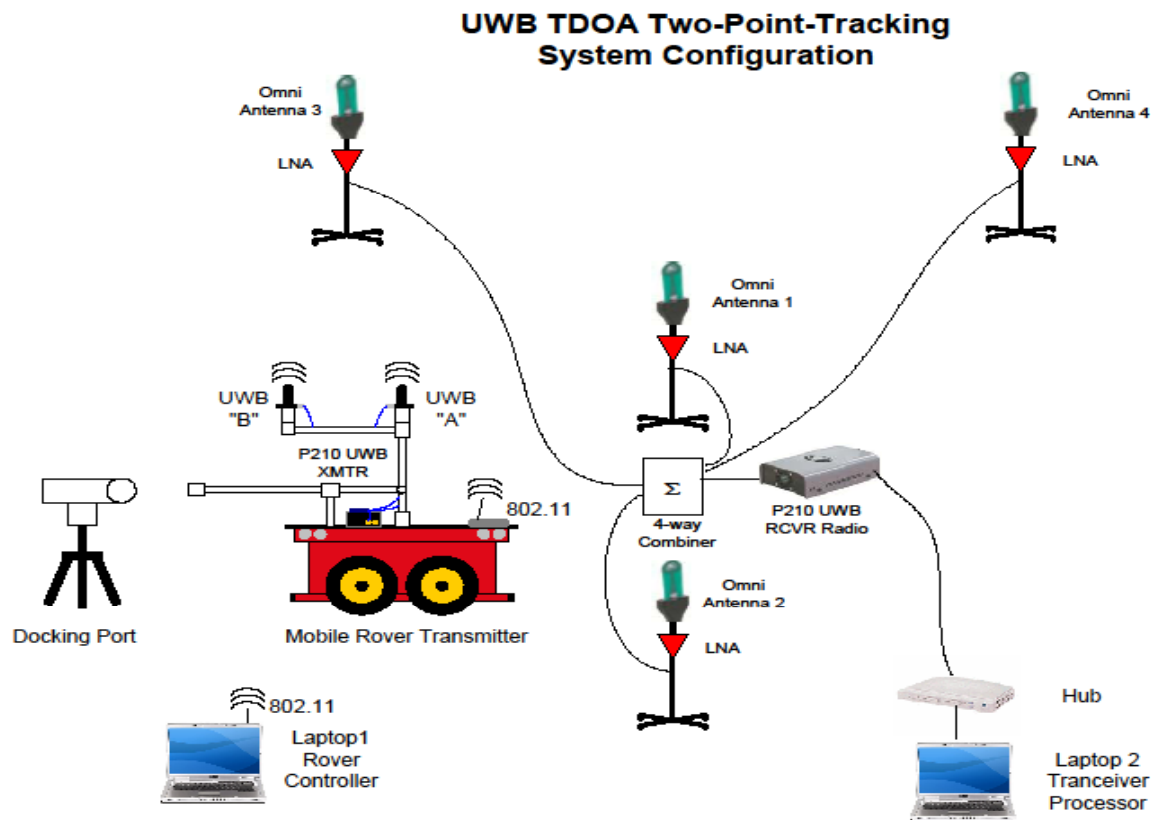 UWB TDOA Two-Point-Tracking
System Configuration
Omni
Antenna 3
LNA
Omni
Antenna 4
LNA
Omni
Antenna 1
LNA
UWB
"B"
UWB
"A"
P210 UWB
XMTR
802.11
Σ
4-way
Combiner
P210 UWB
RCVR Radio
Omni
Antenna 2
LNA
Docking Port
Mobile Rover Transmitter
802.11
Laptop1
Rover
Controller
Hub
Laptop 2
Tranceiver
Processor